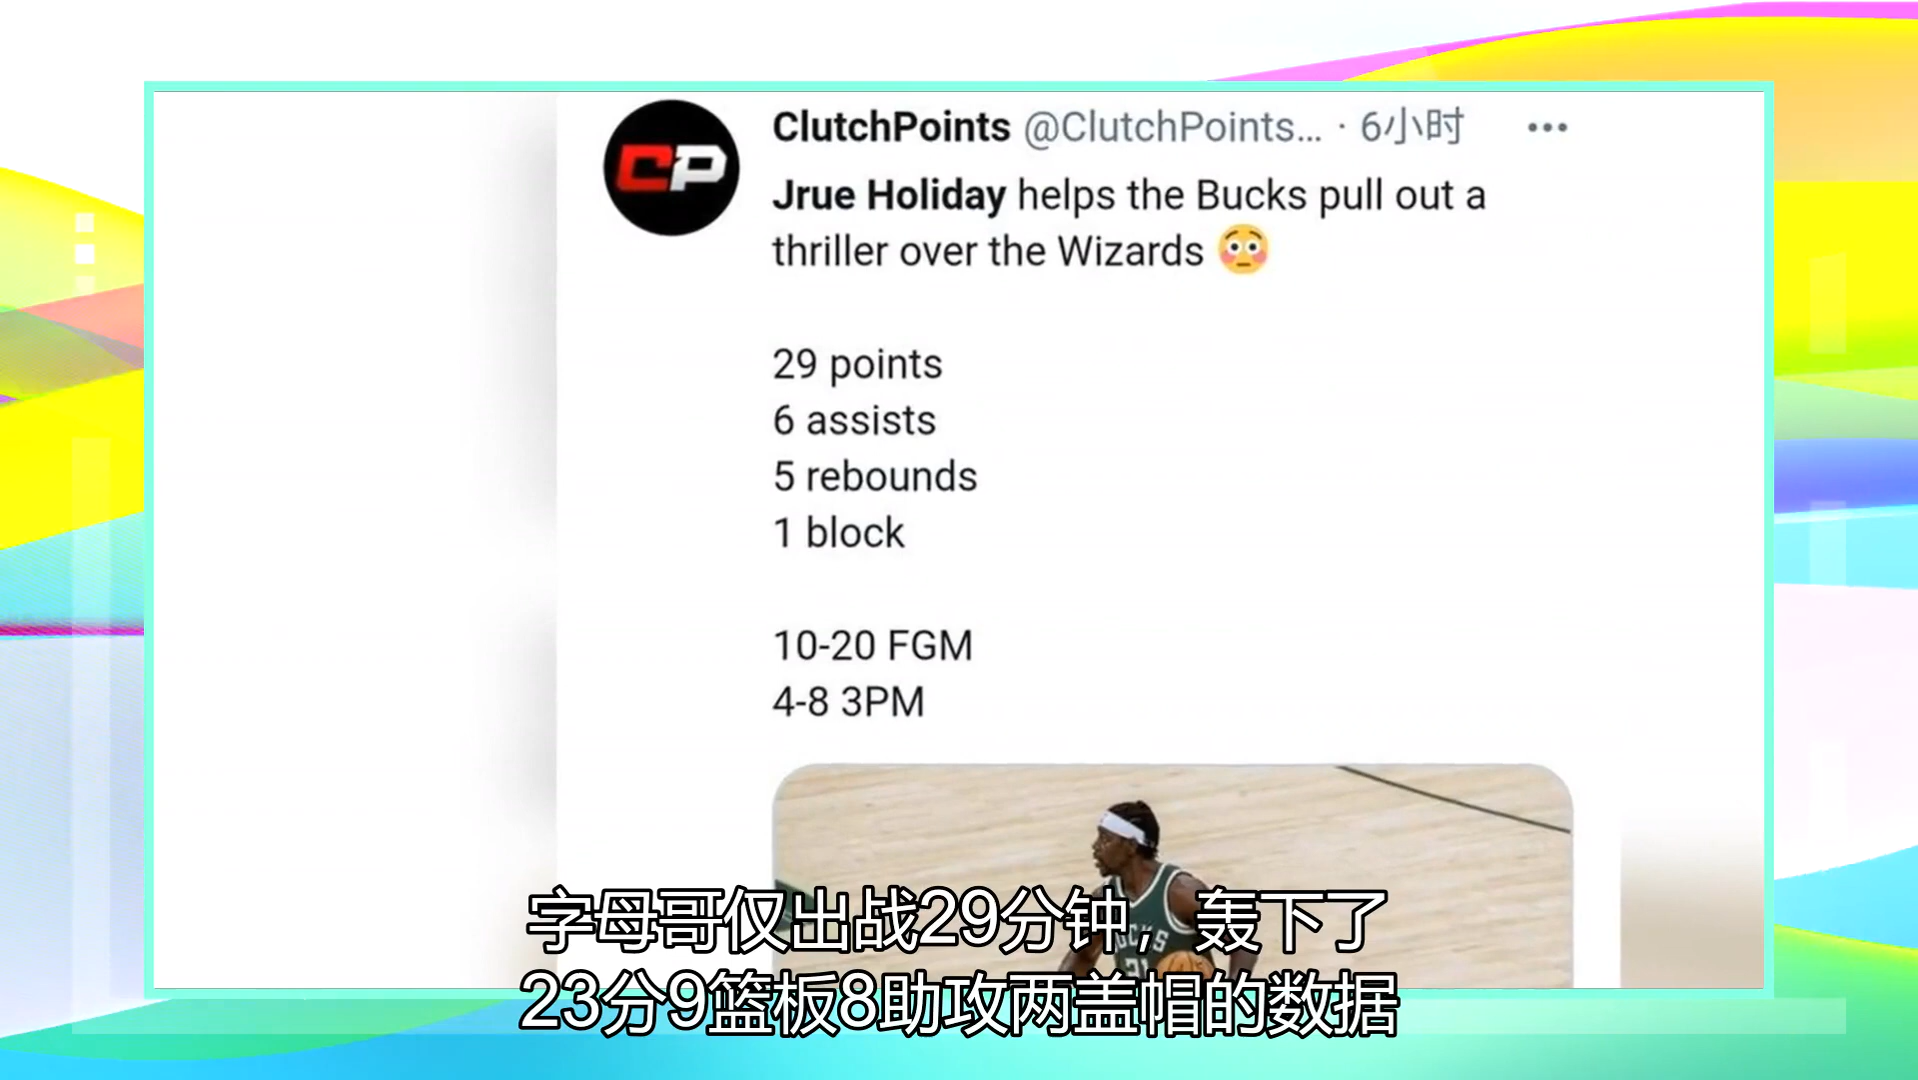 CP
ClutchPoints @ClutchPoints... · 6小时 ...
Jrue Holiday helps the Bucks pull out a
thriller over the Wizards 😳
29 points
6 assists
5 rebounds
1 block
10-20 FGM
4-8 3PM
字母哥仅出战29分钟，轰下了
23分9篮板8助攻两盖帽的数据